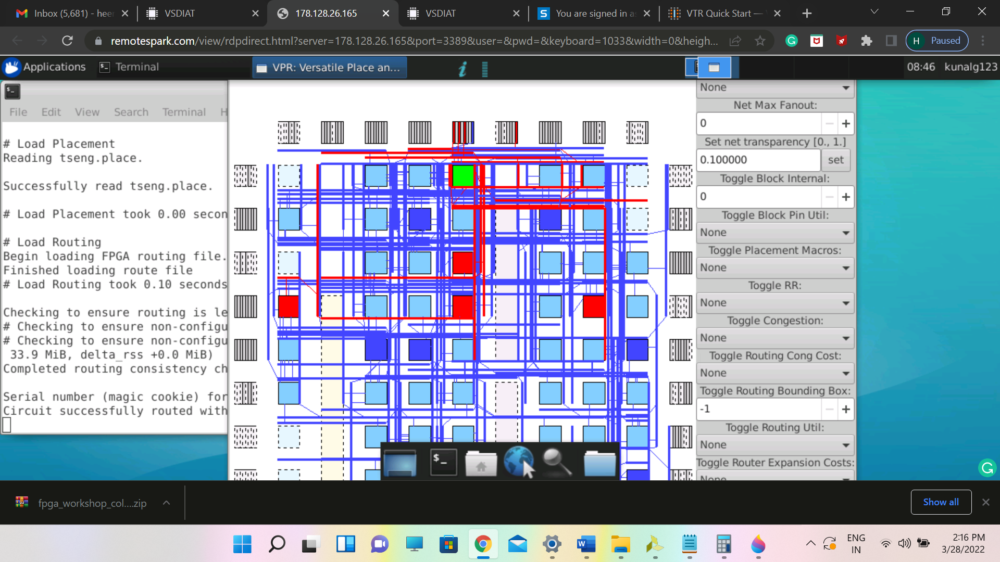 Inbox (5,681) - heer
VSDIAT
178.128.26.165
VSDIAT
S You are signed in as
VTR Quick Start —
remotespark.com/view/rdpdirect.html?server=178.128.26.165&port=3389&user=&pwd=&keyboard=1033&width=0&heigh...
H Paused
Applications
Terminal
VPR: Versatile Place an...
08:46 kunalg123
File Edit View Search Terminal H
# Load Placement
Reading tseng.place.
Successfully read tseng.place.
# Load Placement took 0.00 secon
# Load Routing
Begin loading FPGA routing file.
Finished loading route file
# Load Routing took 0.10 seconds
Checking to ensure routing is le
# Checking to ensure non-configu
# Checking to ensure non-configu
33.9 MiB, delta_rss +0.0 MiB)
Completed routing consistency ch
Serial number (magic cookie) for
Circuit successfully routed with
None
Net Max Fanout:
0
Set net transparency [0., 1.]
0.100000
set
Toggle Block Internal:
0
Toggle Block Pin Util:
None
Toggle Placement Macros:
None
Toggle RR:
None
Toggle Congestion:
None
Toggle Routing Cong Cost:
None
Toggle Routing Bounding Box:
-1
Toggle Routing Util:
None
Toggle Router Expansion Costs:
None
$_
fpga_workshop_col....zip
Show all
ENG
IN
2:16 PM
3/28/2022